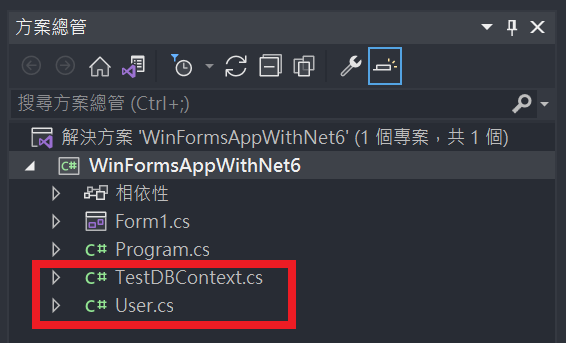 方案總管
搜尋方案總管 (Ctrl+;)
解決方案 'WinFormsAppWithNet6' (1 個專案，共 1 個)
C# WinFormsAppWithNet6
相依性
Form1.cs
C# Program.cs
C# TestDBContext.cs
C# User.cs